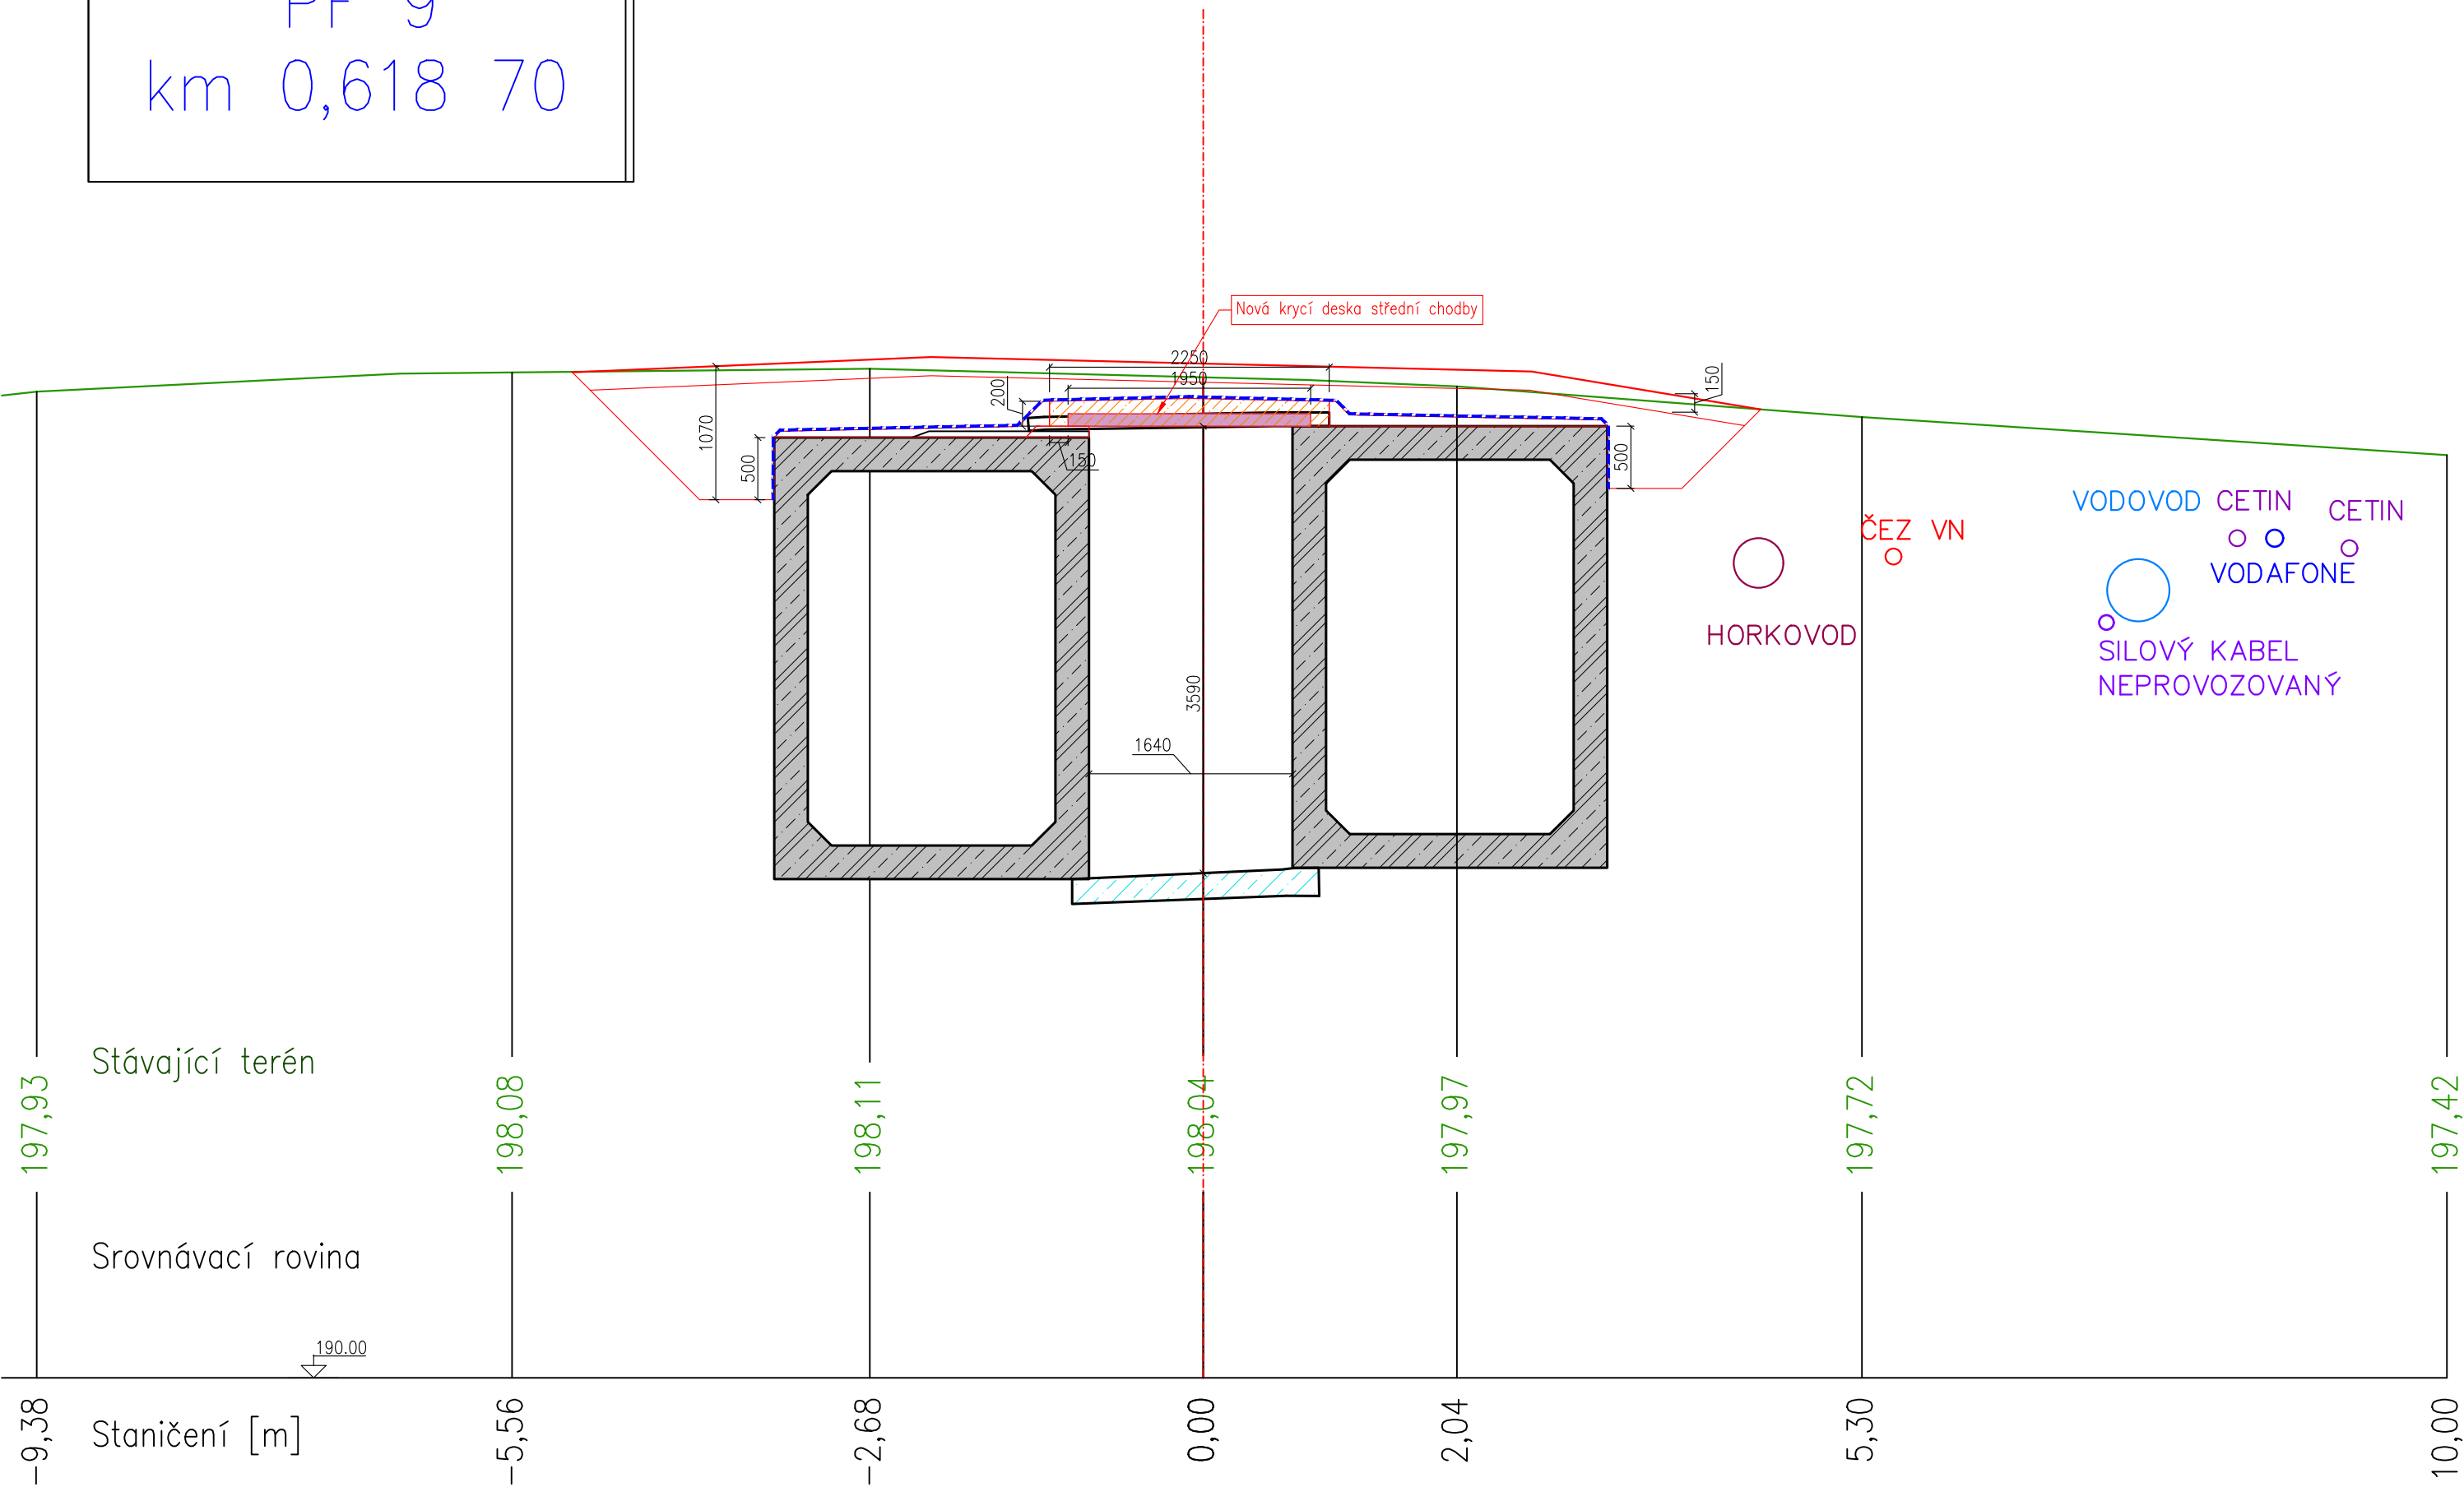 PF 9
km 0,618 70
Nová krycí deska střední chodby
2250
1950
200
150
1070
500
150
500
3590
1640
VODOVOD
CETIN
CETIN
ČEZ VN
VODAFONE
HORKOVOD
SILOVÝ KABEL
NEPROVOZOVANÝ
Stávající terén
197,93
198,08
198,11
198,04
197,97
197,72
197,42
Srovnávací rovina
190.00
Staničení [m]
-9,38
-5,56
-2,68
0,00
2,04
5,30
10,00